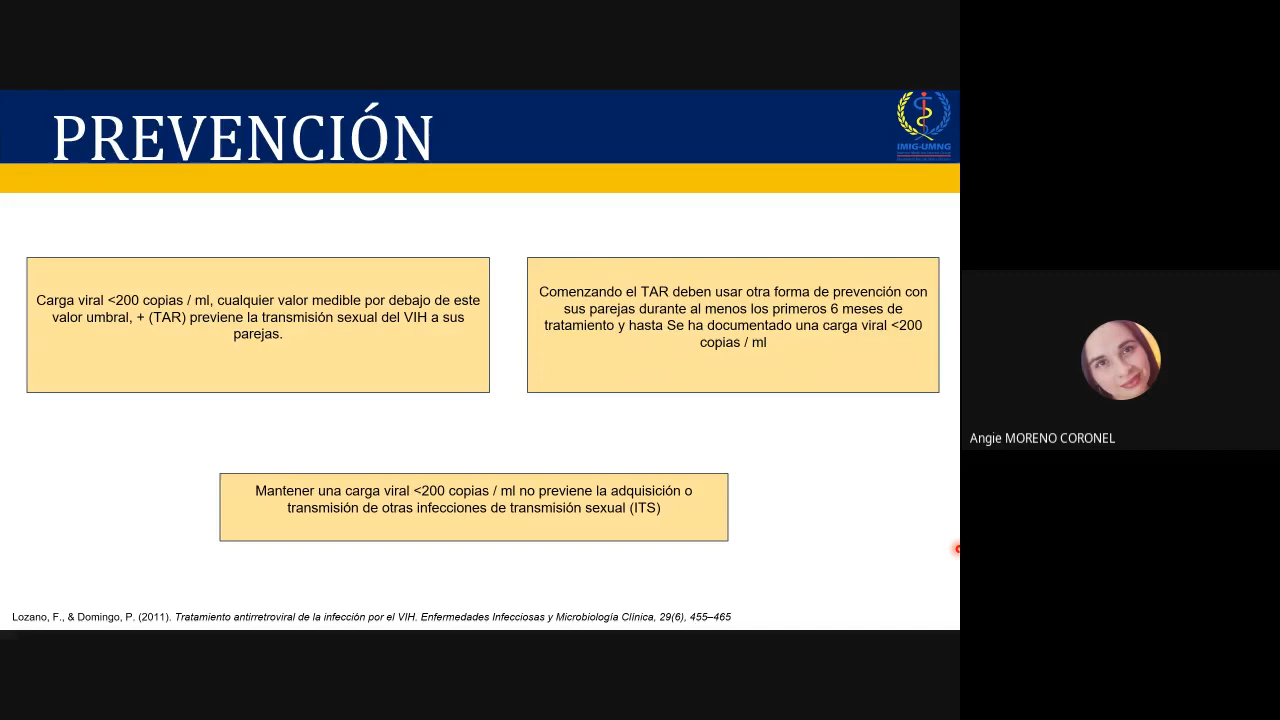 PREVENCIÓN
IMIG-UMNG
Carga viral <200 copias / ml, cualquier valor medible por debajo de este
valor umbral, + (TAR) previene la transmisión sexual del VIH a sus
parejas.
Comenzando el TAR deben usar otra forma de prevención con
sus parejas durante al menos los primeros 6 meses de
tratamiento y hasta Se ha documentado una carga viral <200
copias / ml
Angie MORENO CORONEL
Mantener una carga viral <200 copias / ml no previene la adquisición o
transmisión de otras infecciones de transmisión sexual (ITS)
Lozano, F., & Domingo, P. (2011). Tratamiento antirretroviral de la infección por el VIH. Enfermedades Infecciosas y Microbiología Clínica, 29(6), 455–465